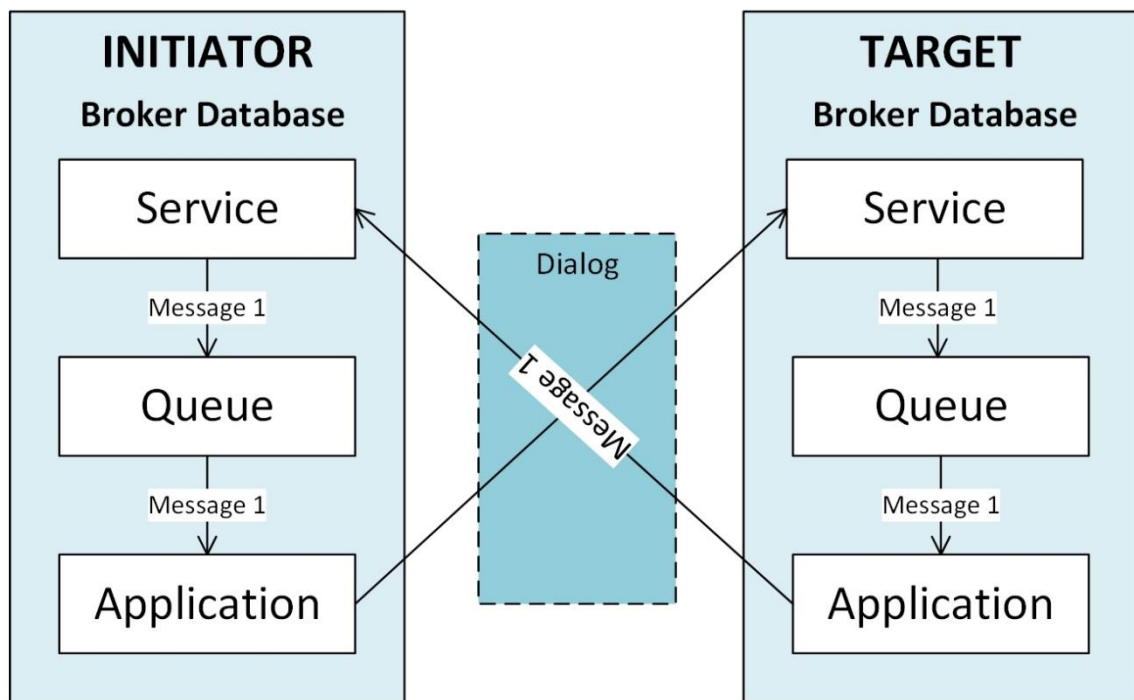 INITIATOR
Broker Database
Service
Message 1
Queue
Message 1
Application
Dialog
Message 1
TARGET
Broker Database
Service
Message 1
Queue
Message 1
Application